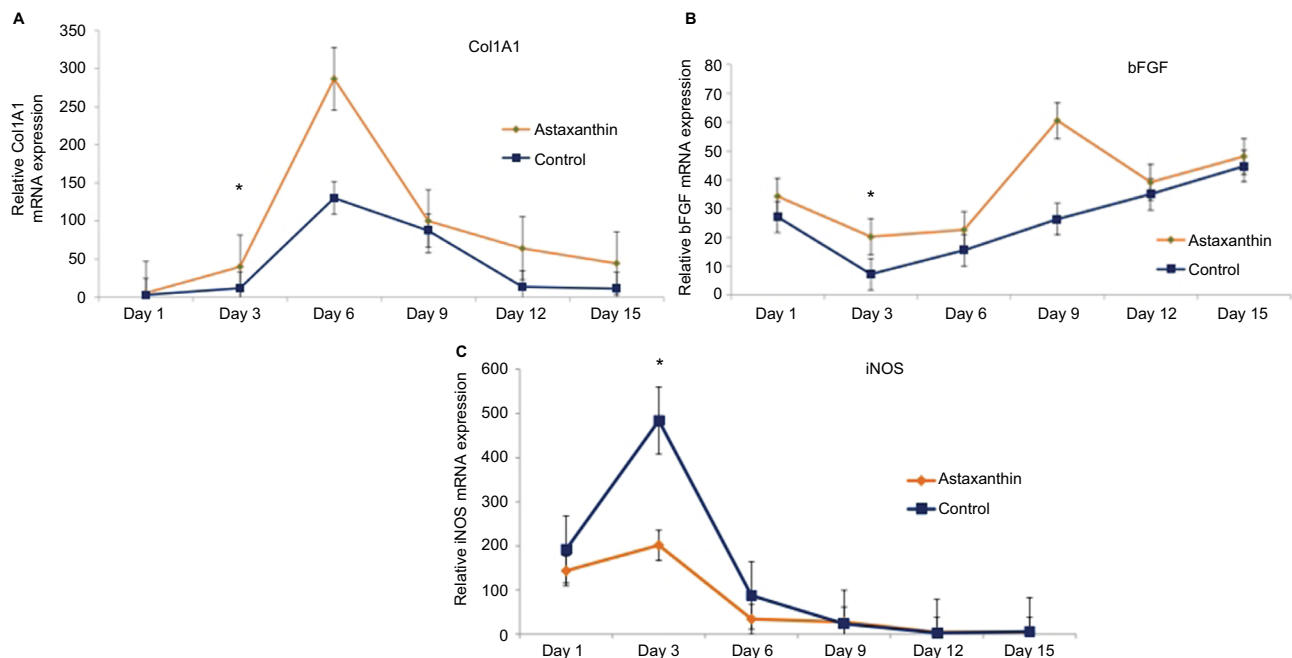 A
Col1A1
Relative Col1A1
mRNA expression
350
300
250
200
150
100
50
0
*
Astaxanthin
Control
Day 1 Day 3 Day 6 Day 9 Day 12 Day 15
B
bFGF
Relative bFGF mRNA expression
80
70
60
50
40
30
20
10
0
*
Astaxanthin
Control
Day 1 Day 3 Day 6 Day 9 Day 12 Day 15
C
iNOS
Relative iNOS mRNA expression
600
500
400
300
200
100
0
*
Astaxanthin
Control
Day 1 Day 3 Day 6 Day 9 Day 12 Day 15